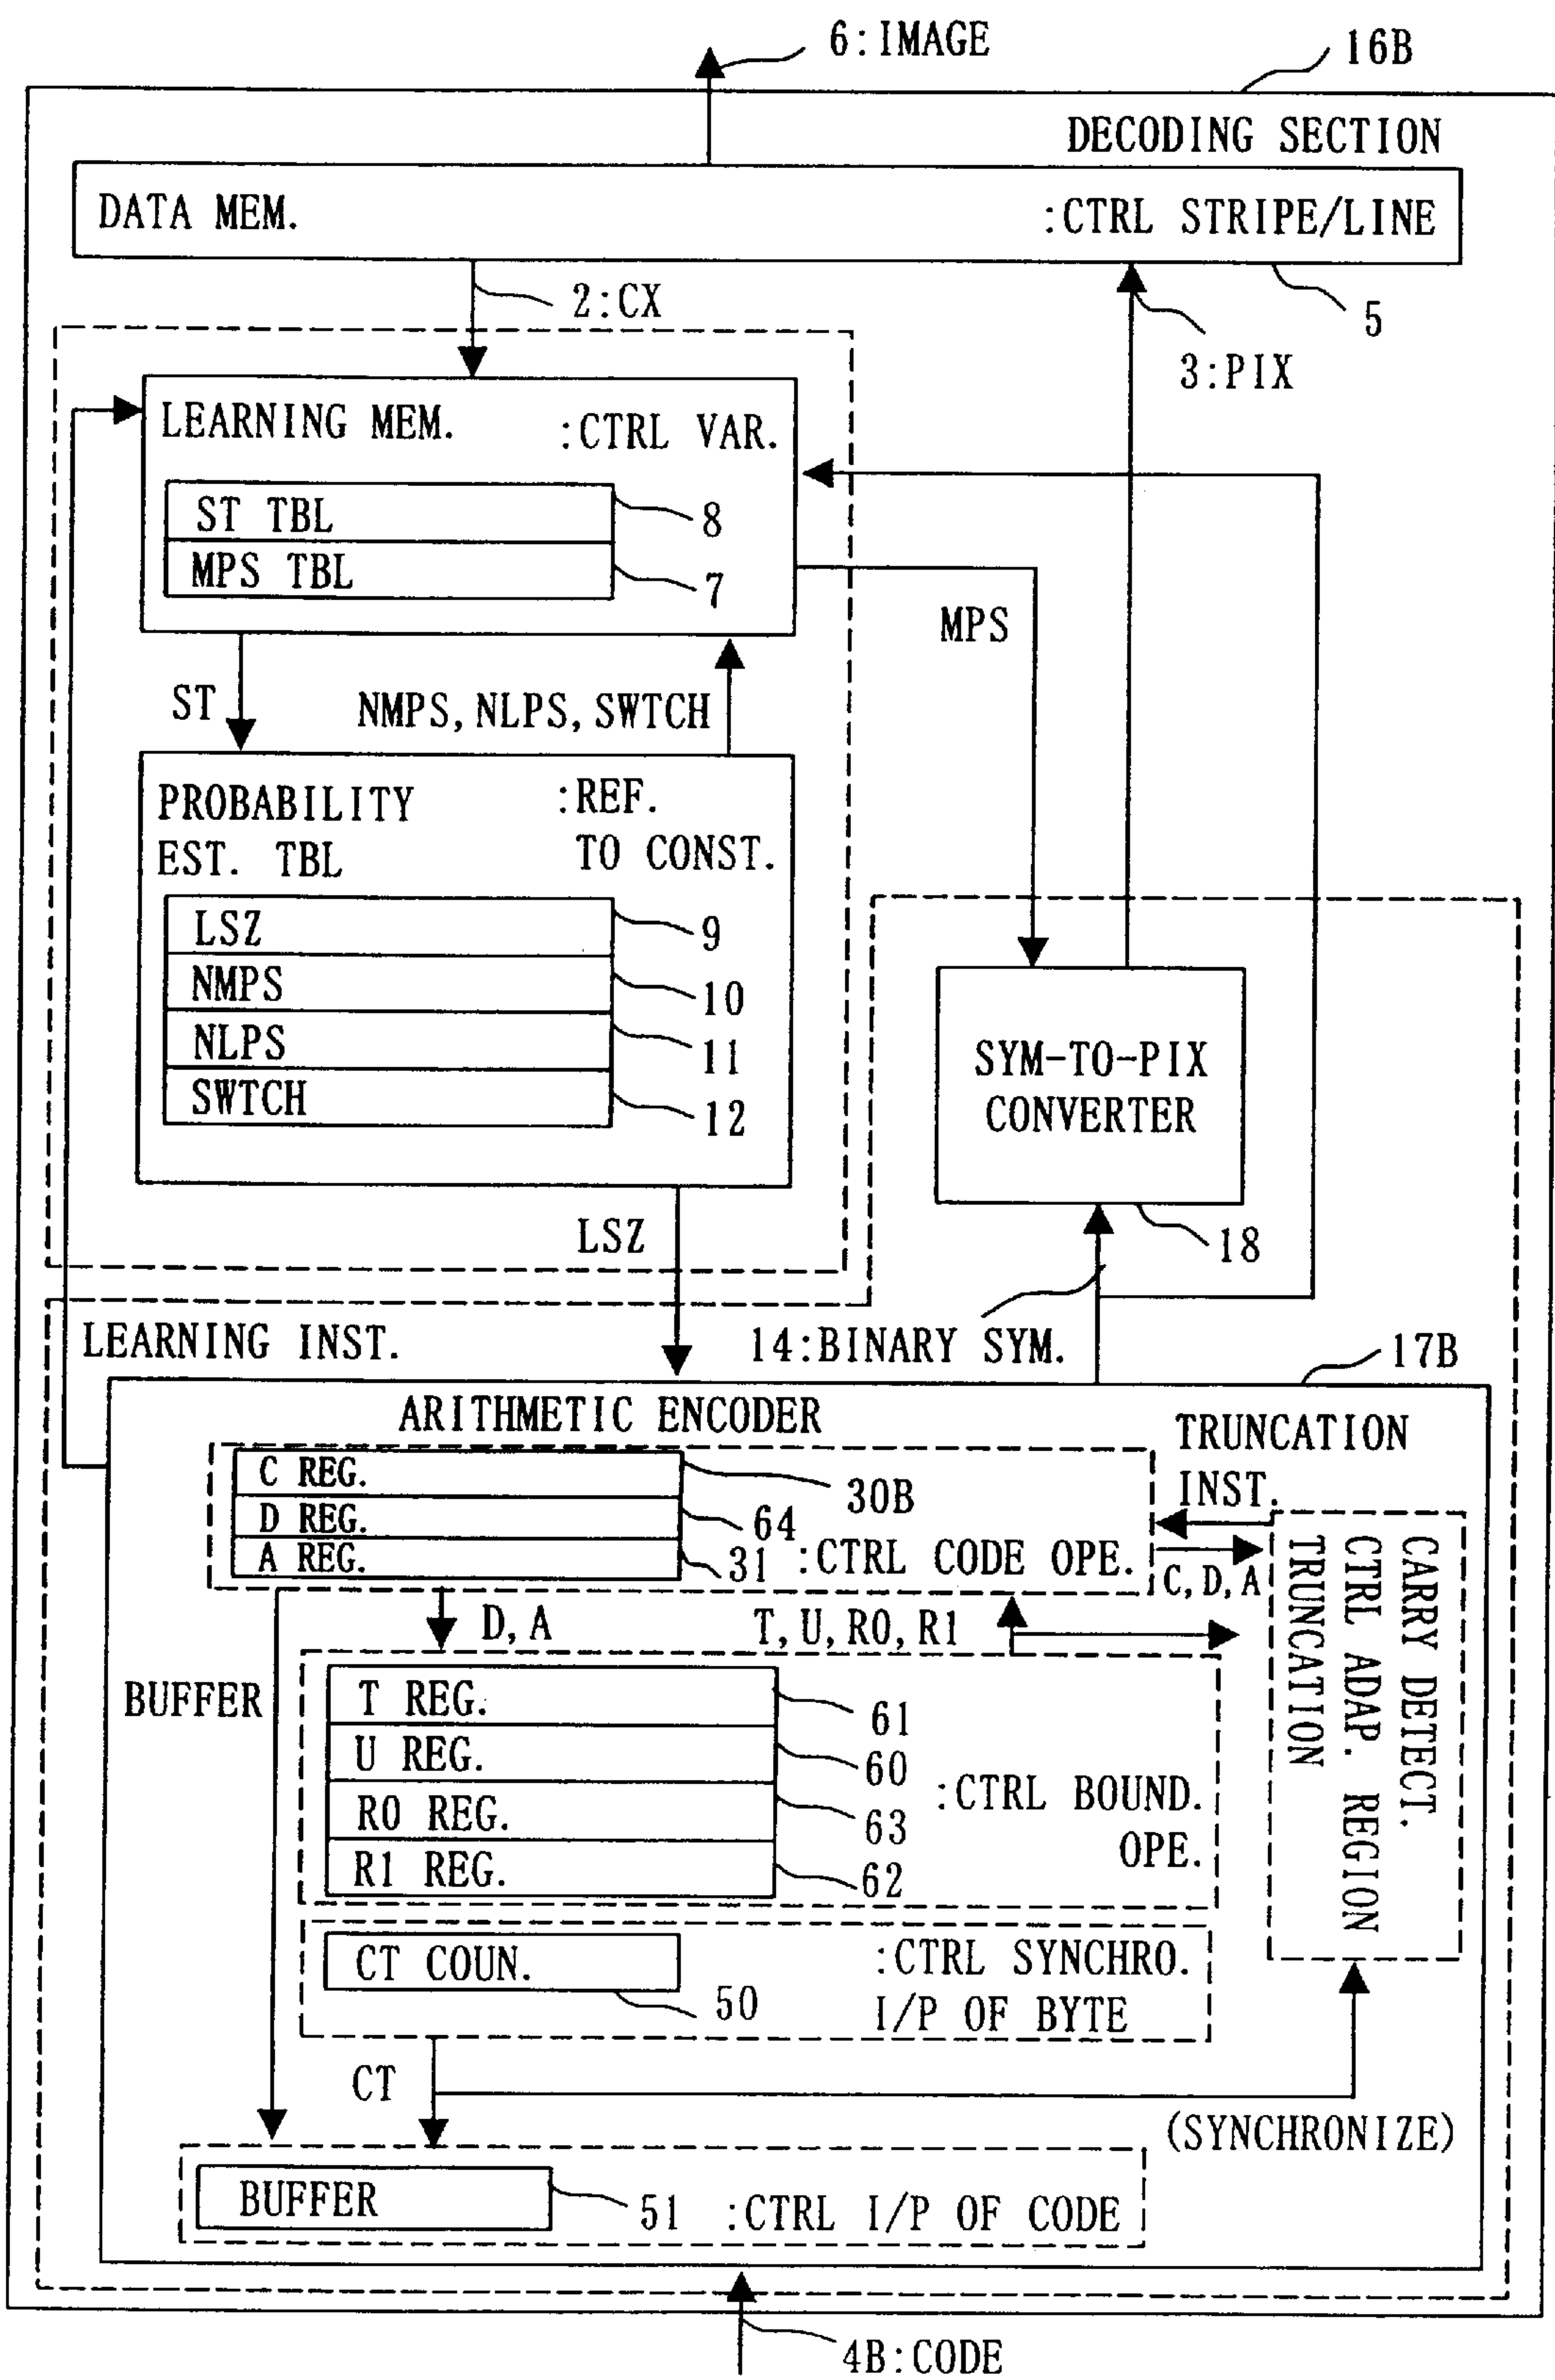 6:IMAGE
16B
DECODING SECTION
DATA MEM. :CTRL STRIPE/LINE
2:CX
5
3:PIX
LEARNING MEM. :CTRL VAR.
ST TBL
8
MPS TBL
7
MPS
ST
NMPS, NLPS, SWTCH
PROBABILITY :REF.
EST. TBL TO CONST.
LSZ
9
NMPS
10
NLPS
11
SWTCH
12
SYM-TO-PIX
CONVERTER
18
LSZ
LEARNING INST.
14:BINARY SYM.
17B
ARITHMETIC ENCODER
TRUNCATION
INST.
C REG.
30B
D REG.
64
A REG.
31 :CTRL CODE OPE.
C, D, A
D, A
T, U, R0, R1
CARRY DETECT.
CTRL ADAP. REGION
TRUNCATION
BUFFER
T REG.
61
U REG.
60
R0 REG.
63
R1 REG.
62
:CTRL BOUND.
OPE.
CT COUN.
50
:CTRL SYNCHRO.
I/P OF BYTE
CT
(SYNCHRONIZE)
BUFFER
51 :CTRL I/P OF CODE
4B:CODE